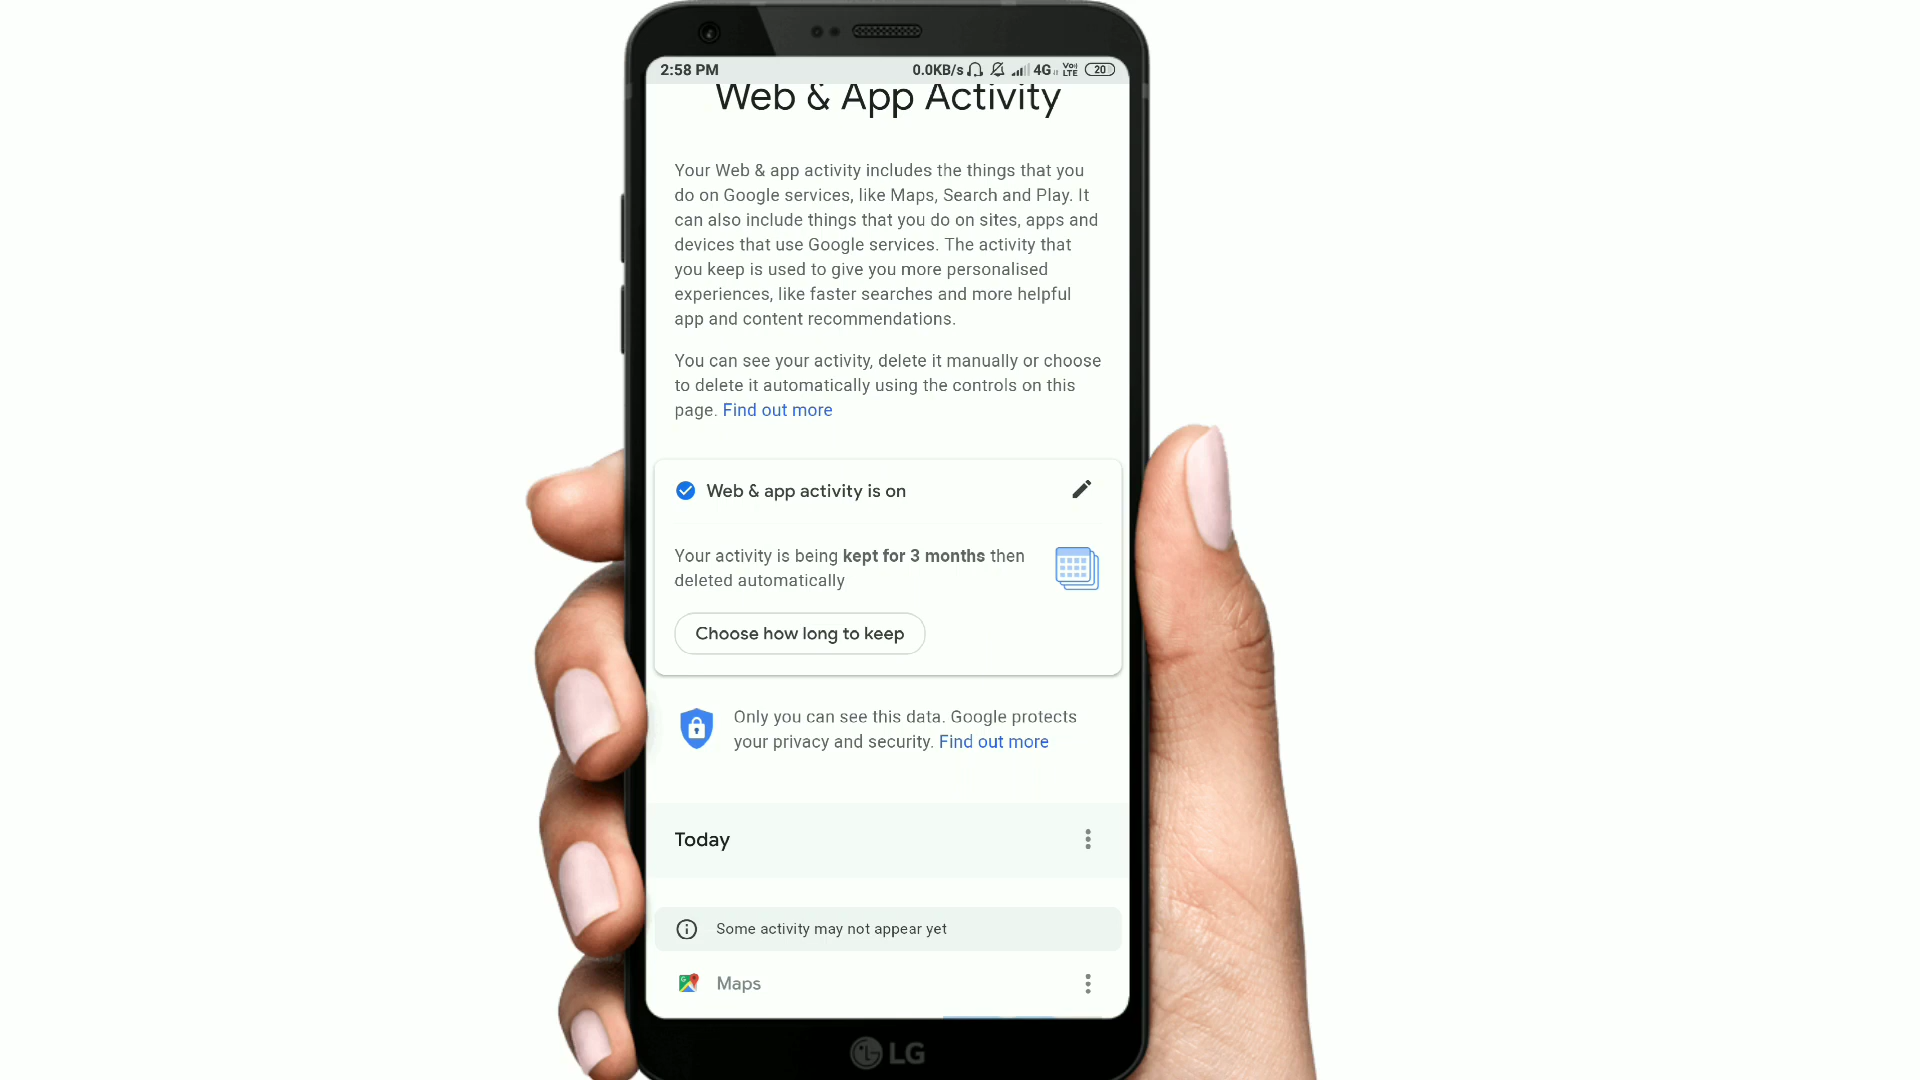 2:58 PM 0.0KB/s 4G VoLTE 20
Web & App Activity
Your Web & app activity includes the things that you
do on Google services, like Maps, Search and Play. It
can also include things that you do on sites, apps and
devices that use Google services. The activity that
you keep is used to give you more personalised
experiences, like faster searches and more helpful
app and content recommendations.
You can see your activity, delete it manually or choose
to delete it automatically using the controls on this
page. Find out more
Web & app activity is on
Your activity is being kept for 3 months then
deleted automatically
Choose how long to keep
Only you can see this data. Google protects
your privacy and security. Find out more
Today
Some activity may not appear yet
Maps
LG